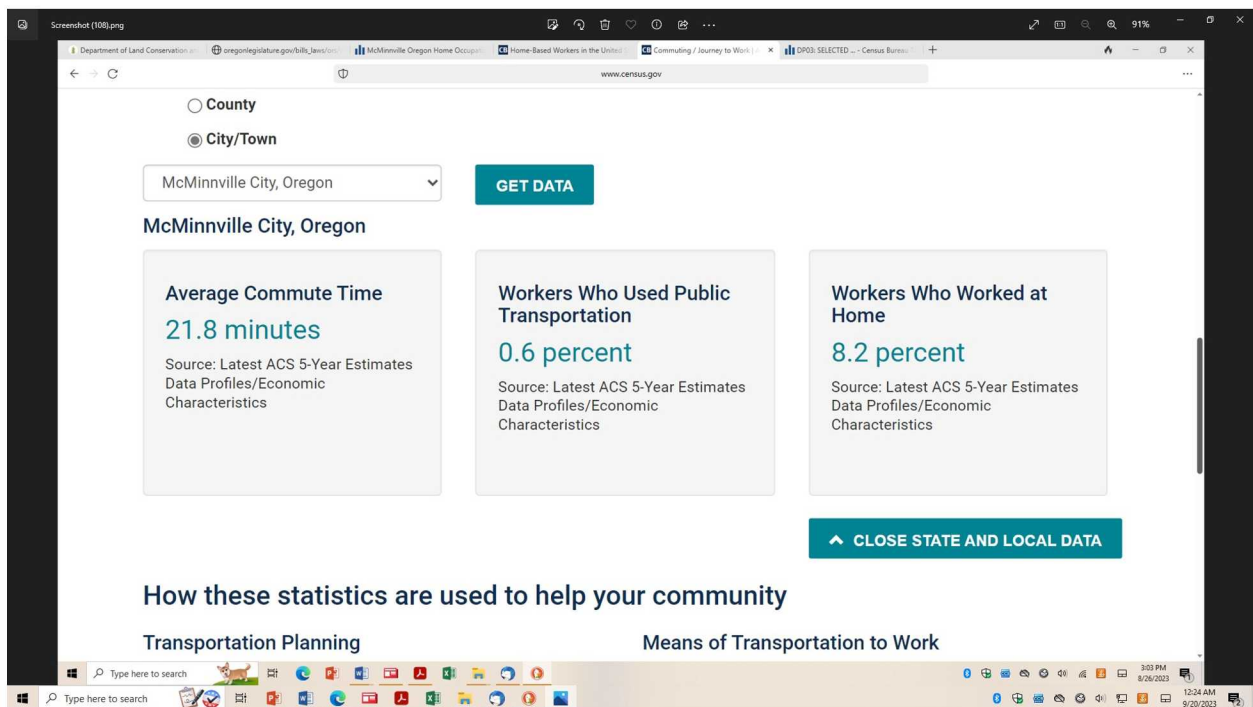 Screenshot (108).png
91%
Department of Land Conservation an
oregonlegislature.gov/bills_laws/ors
McMinnville Oregon Home Occupati
Home-Based Workers in the United S
Commuting / Journey to Work | A
DP03: SELECTED ... - Census Bureau
www.census.gov
County
City/Town
McMinnville City, Oregon
GET DATA
McMinnville City, Oregon
Average Commute Time
21.8 minutes
Source: Latest ACS 5-Year Estimates
Data Profiles/Economic
Characteristics
Workers Who Used Public
Transportation
0.6 percent
Source: Latest ACS 5-Year Estimates
Data Profiles/Economic
Characteristics
Workers Who Worked at
Home
8.2 percent
Source: Latest ACS 5-Year Estimates
Data Profiles/Economic
Characteristics
CLOSE STATE AND LOCAL DATA
How these statistics are used to help your community
Transportation Planning
Means of Transportation to Work
Type here to search
3:03 PM
8/26/2023
Type here to search
12:24 AM
9/20/2023